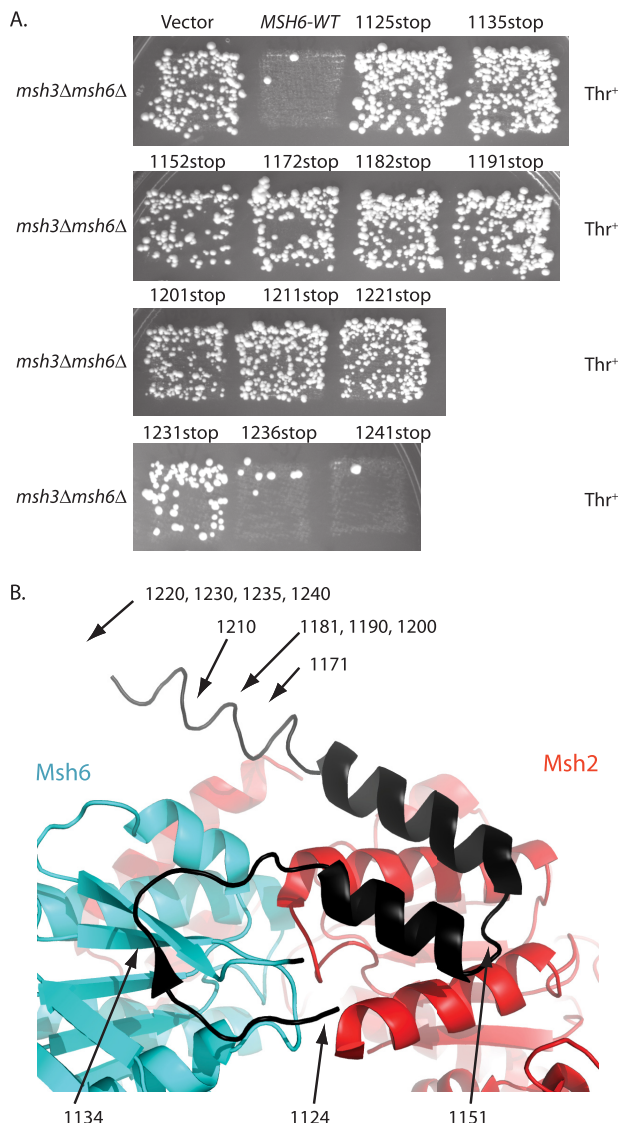 A.
Vector MSH6-WT 1125stop 1135stop
msh3Δmsh6Δ Thr+
1152stop 1172stop 1182stop 1191stop
msh3Δmsh6Δ Thr+
1201stop 1211stop 1221stop
msh3Δmsh6Δ Thr+
1231stop 1236stop 1241stop
msh3Δmsh6Δ Thr+
B.
1220, 1230, 1235, 1240
1210 1181, 1190, 1200
1171
Msh6 Msh2
1134 1124 1151